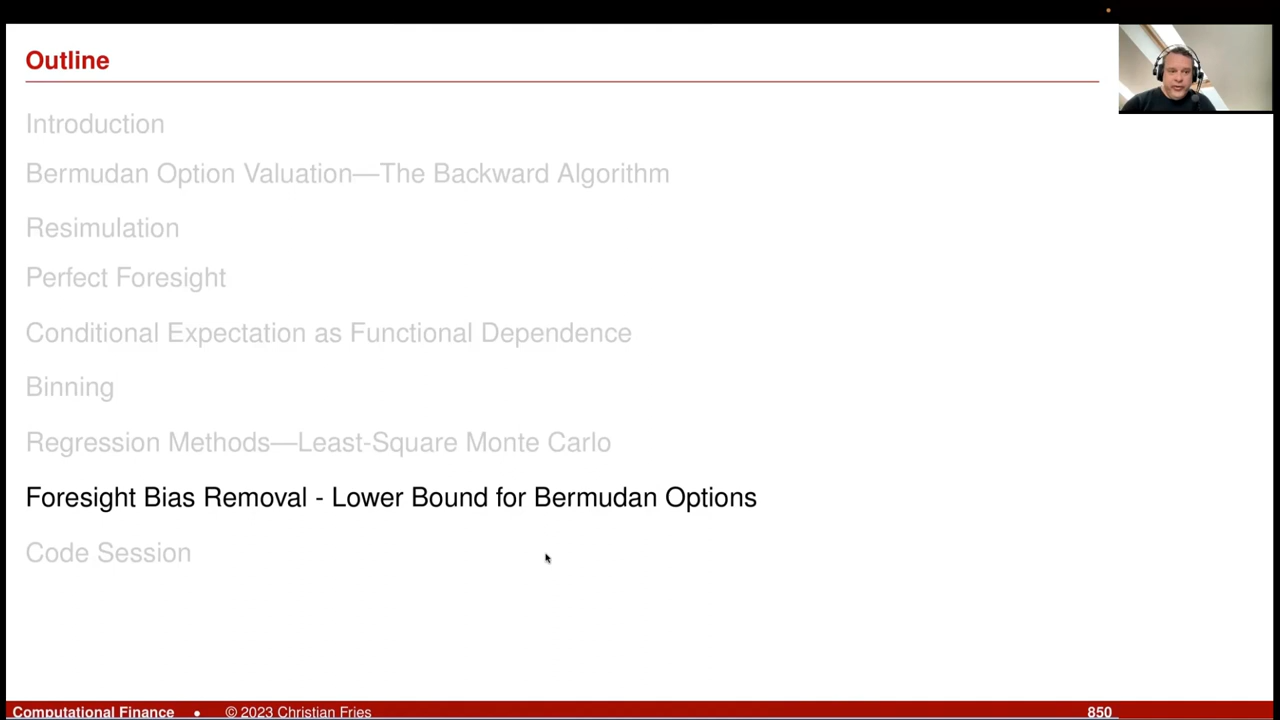 Outline
Introduction
Bermudan Option Valuation—The Backward Algorithm
Resimulation
Perfect Foresight
Conditional Expectation as Functional Dependence
Binning
Regression Methods—Least-Square Monte Carlo
Foresight Bias Removal - Lower Bound for Bermudan Options
Code Session
Computational Finance • © 2023 Christian Fries 850